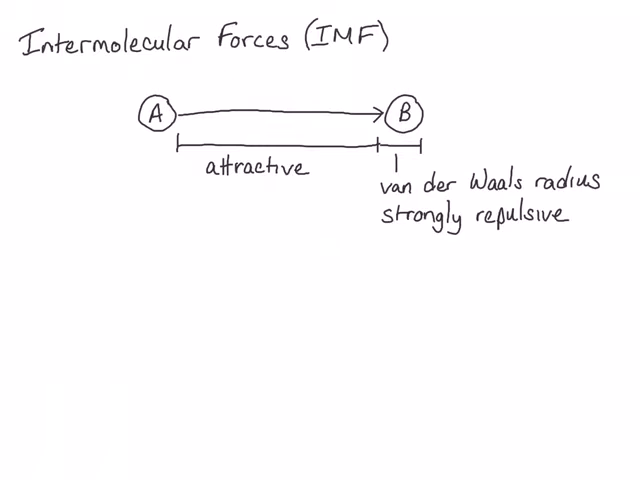 Intermolecular Forces (IMF)
A B
attractive
van der Waals radius
strongly repulsive